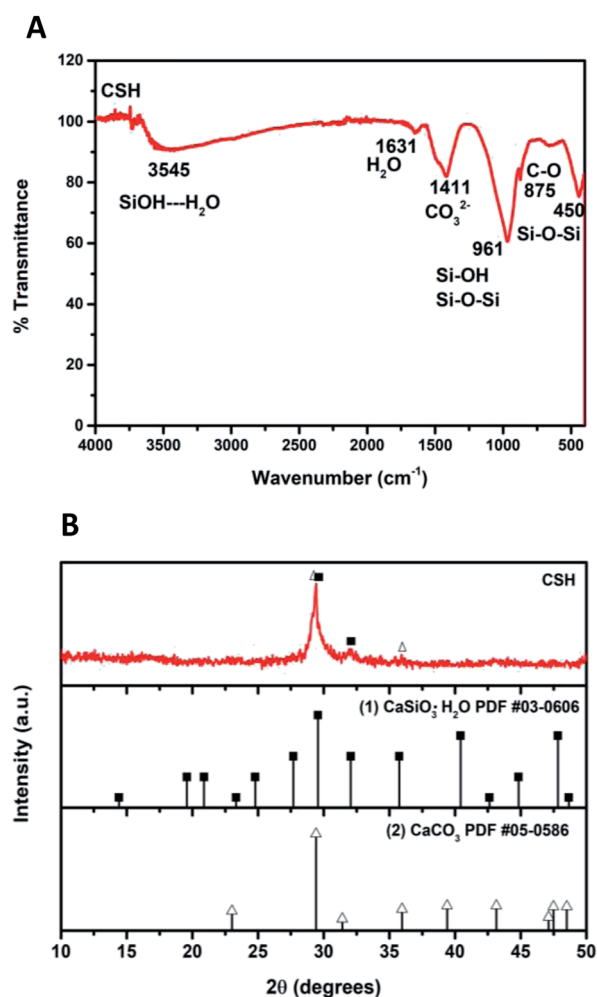 A
120
100
80
60
40
20
0
% Transmittance
CSH
3545
SiOH---H₂O
1631
H₂O
1411
CO₃²⁻
961
Si-OH
Si-O-Si
C-O
875
450
Si-O-Si
4000 3500 3000 2500 2000 1500 1000 500
Wavenumber (cm⁻¹)
B
Intensity (a.u.)
CSH
(1) CaSiO₃· H₂O PDF #03-0606
(2) CaCO₃ PDF #05-0586
10 15 20 25 30 35 40 45 50
2θ (degrees)